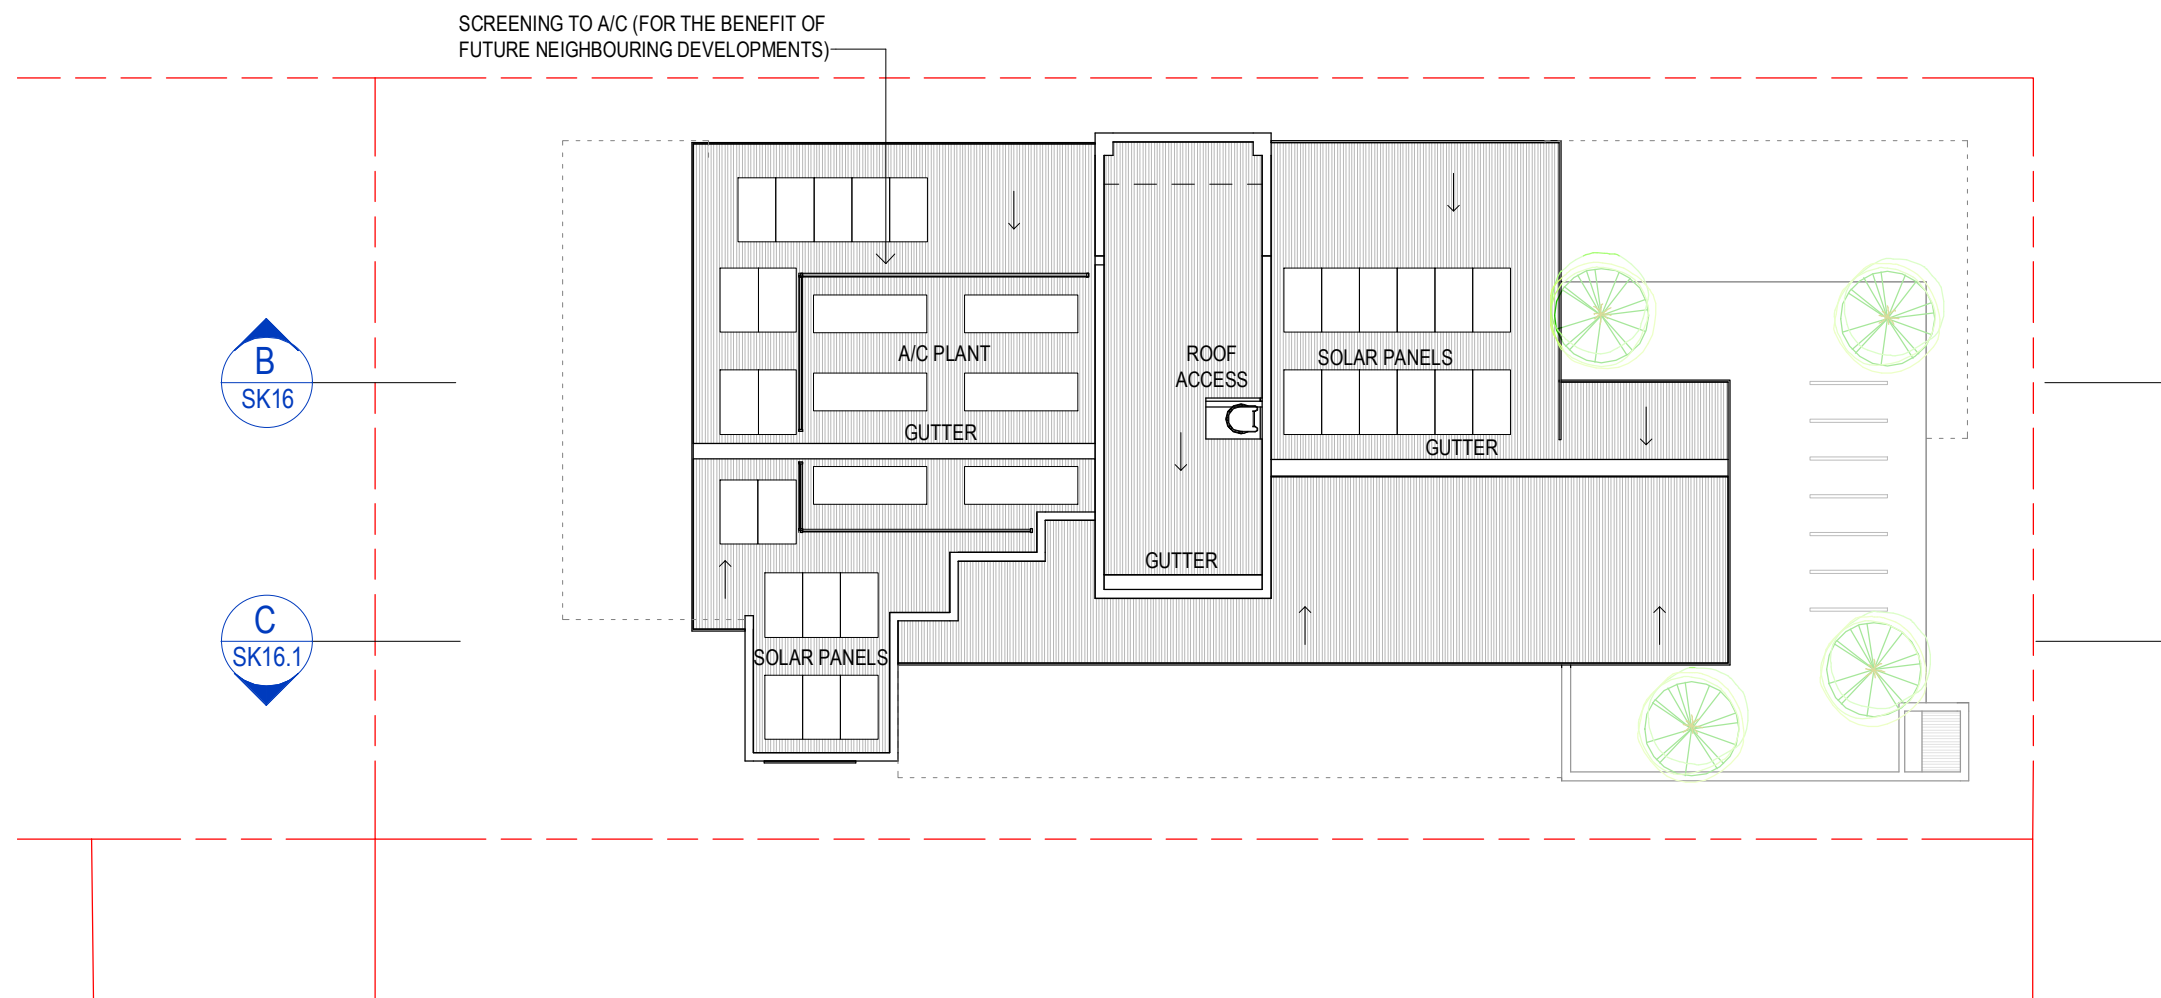 SCREENING TO A/C (FOR THE BENEFIT OF
FUTURE NEIGHBOURING DEVELOPMENTS)
B
SK16
A/C PLANT
ROOF
ACCESS
SOLAR PANELS
GUTTER
GUTTER
GUTTER
C
SK16.1
SOLAR PANELS